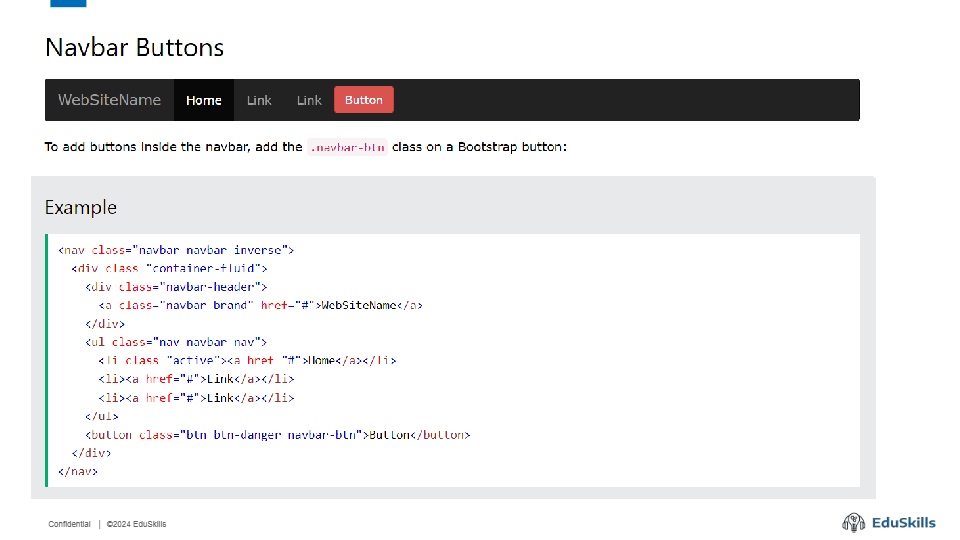 Navbar Buttons
WebSiteName Home Link Link Button
To add buttons inside the navbar, add the .navbar-btn class on a Bootstrap button:
Example
<nav class="navbar navbar-inverse">
<div class="container-fluid">
<div class="navbar-header">
<a class="navbar-brand" href="#">WebSiteName</a>
</div>
<ul class="nav navbar-nav">
<li class="active"><a href="#">Home</a></li>
<li><a href="#">Link</a></li>
<li><a href="#">Link</a></li>
</ul>
<button class="btn btn-danger navbar-btn">Button</button>
</div>
</nav>
Confidential | ©2024 EduSkills
EduSkills